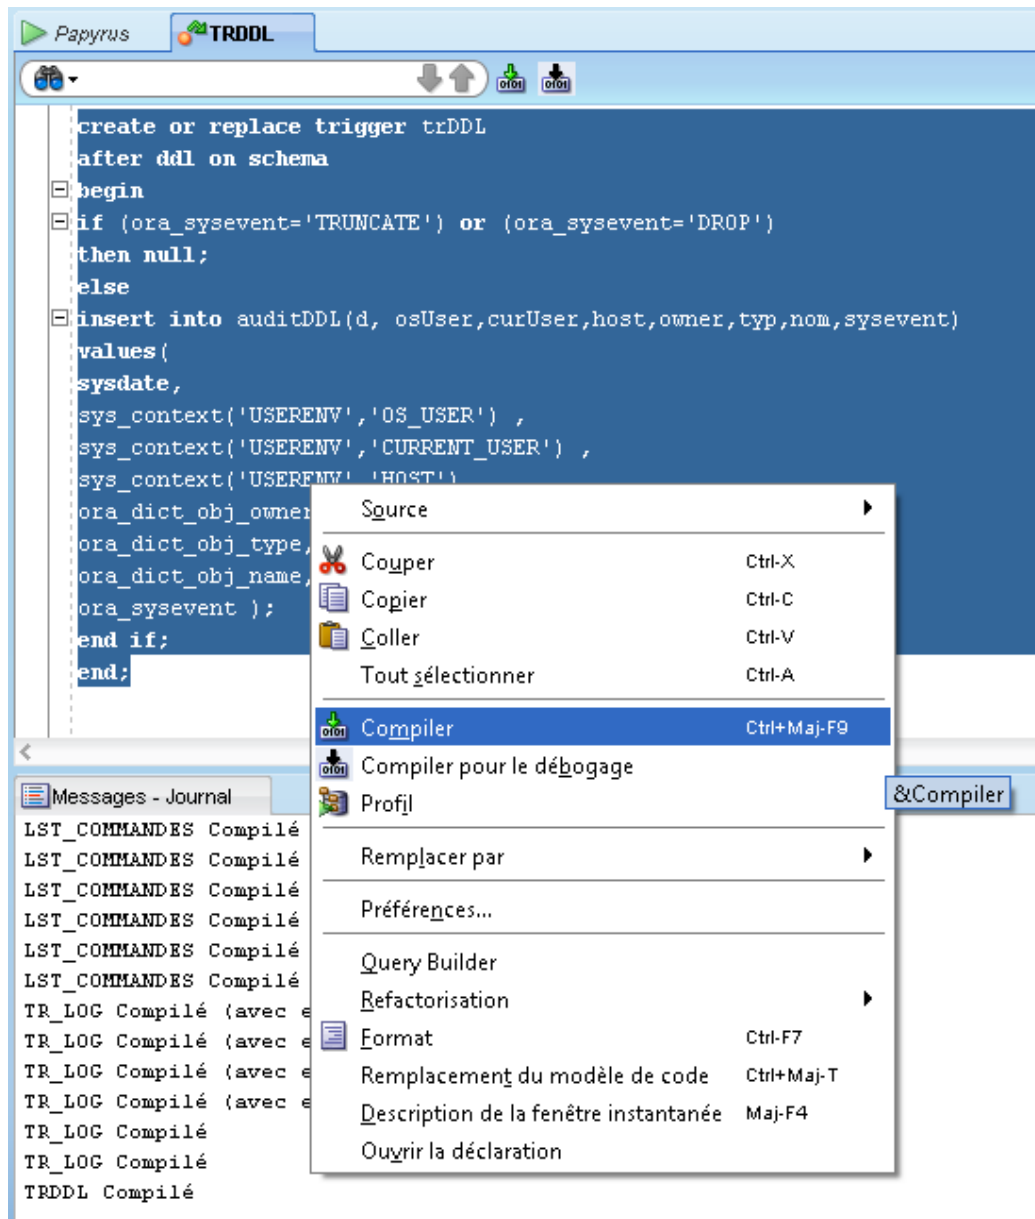 Papyrus
TRDDL
create or replace trigger trDDL
after ddl on schema
begin
if (ora_sysevent='TRUNCATE') or (ora_sysevent='DROP')
then null;
else
insert into auditDDL(d, osUser,curUser,host,owner,typ,nom,sysevent)
values(
sysdate,
sys_context('USERENV','OS_USER') ,
sys_context('USERENV','CURRENT_USER') ,
sys_context('USERENV','HOST')
ora_dict_obj_owner
ora_dict_obj_type,
ora_dict_obj_name,
ora_sysevent );
end if;
end;
Source
Couper Ctrl-X
Copier Ctrl-C
Coller Ctrl-V
Tout sélectionner Ctrl-A
Compiler Ctrl+Maj-F9
Compiler pour le débogage
Profil
&Compiler
Remplacer par
Préférences...
Query Builder
Refactorisation
Format Ctrl-F7
Remplacement du modèle de code Ctrl+Maj-T
Description de la fenêtre instantanée Maj-F4
Ouvrir la déclaration
Messages - Journal
LST_COMMANDES Compilé
LST_COMMANDES Compilé
LST_COMMANDES Compilé
LST_COMMANDES Compilé
LST_COMMANDES Compilé
LST_COMMANDES Compilé
TR_LOG Compilé (avec e
TR_LOG Compilé (avec e
TR_LOG Compilé (avec e
TR_LOG Compilé (avec e
TR_LOG Compilé
TR_LOG Compilé
TRDDL Compilé